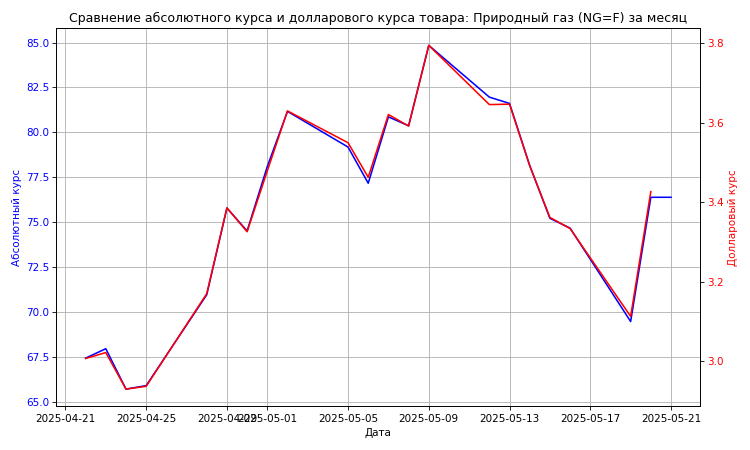 Сравнение абсолютного курса и долларового курса товара: Природный газ (NG=F) за месяц
85.0
82.5
80.0
77.5
75.0
72.5
70.0
67.5
65.0
Абсолютный курс
3.8
3.6
3.4
3.2
3.0
Долларовый курс
2025-04-21 2025-04-25 2025-04-29 2025-05-01 2025-05-05 2025-05-09 2025-05-13 2025-05-17 2025-05-21
Дата